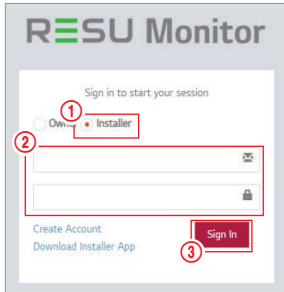 RESU Monitor
Sign in to start your session
① Own Installer
②
Create Account
Sign In
Download Installer App
③